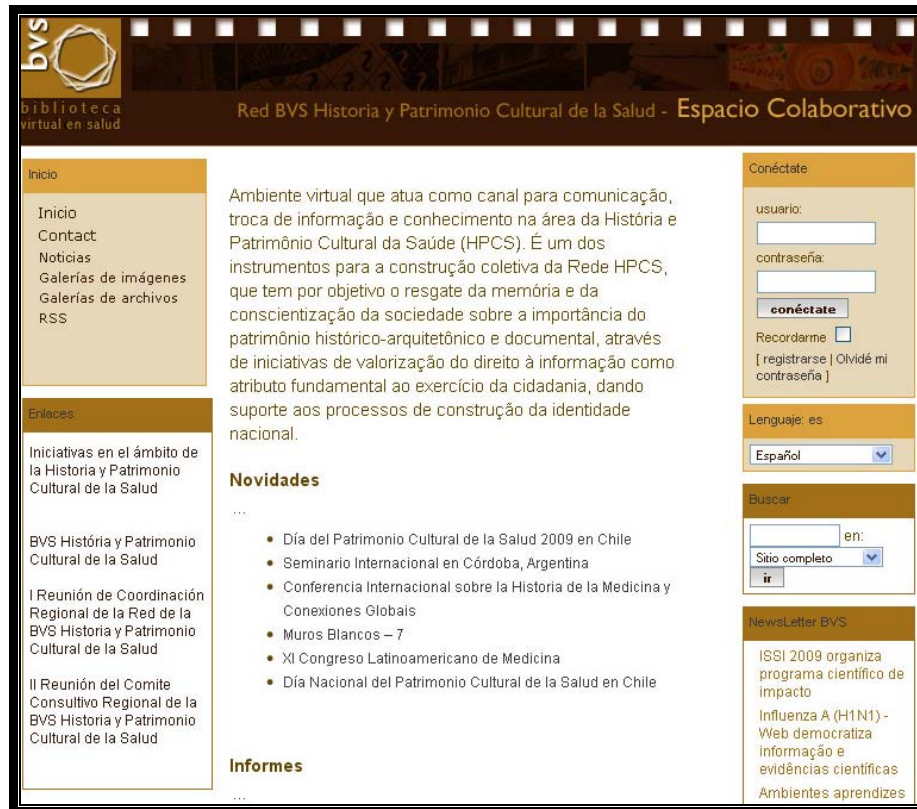 bvs
biblioteca
virtual en salud
Red BVS Historia y Patrimonio Cultural de la Salud - Espacio Colaborativo
Inicio
Inicio
Contact
Noticias
Galerías de imágenes
Galerías de archivos
RSS
Enlaces
Iniciativas en el ámbito de
la Historia y Patrimonio
Cultural de la Salud
BVS História y Patrimonio
Cultural de la Salud
I Reunión de Coordinación
Regional de la Red de la
BVS Historia y Patrimonio
Cultural de la Salud
II Reunión del Comite
Consultivo Regional de la
BVS Historia y Patrimonio
Cultural de la Salud
Ambiente virtual que atua como canal para comunicação,
troca de informação e conhecimento na área da História e
Patrimônio Cultural da Saúde (HPCS). É um dos
instrumentos para a construção coletiva da Rede HPCS,
que tem por objetivo o resgate da memória e da
conscientização da sociedade sobre a importância do
patrimônio histórico-arquitetônico e documental, através
de iniciativas de valorização do direito à informação como
atributo fundamental ao exercício da cidadania, dando
suporte aos processos de construção da identidade
nacional.
Novidades
...
• Día del Patrimonio Cultural de la Salud 2009 en Chile
• Seminario Internacional en Córdoba, Argentina
• Conferencia Internacional sobre la Historia de la Medicina y
Conexiones Globais
• Muros Blancos – 7
• XI Congreso Latinoamericano de Medicina
• Día Nacional del Patrimonio Cultural de la Salud en Chile
Informes
...
Conéctate
usuario:
contraseña:
conéctate
Recordarme
[ registrarse | Olvidé mi
contraseña ]
Lenguaje: es
Español
Buscar
en:
Sitio completo
ir
NewsLetter BVS
ISSI 2009 organiza
programa científico de
impacto
Influenza A (H1N1) -
Web democratiza
informação e
evidências científicas
Ambientes aprendizes